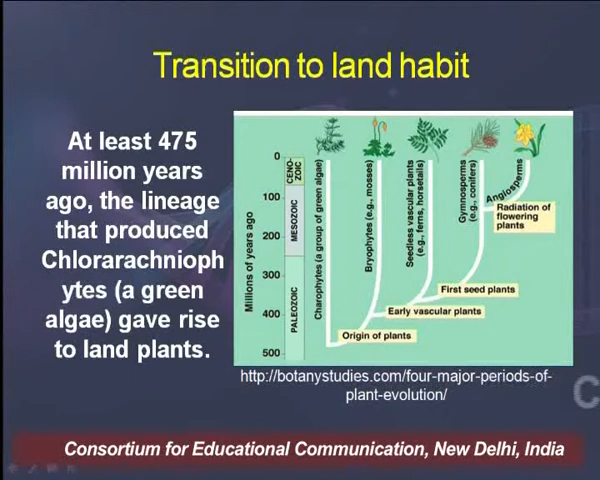 Transition to land habit
At least 475
million years
ago, the lineage
that produced
Chlorarachnioph
ytes (a green
algae) gave rise
to land plants.
Millions of years ago
0
100
200
300
400
500
CENO-
ZOIC
MESOZOIC
PALEOZOIC
Charophytes (a group of green algae)
Bryophytes (e.g., mosses)
Seedless vascular plants
(e.g., ferns, horsetails)
Gymnosperms
(e.g., conifers)
Angiosperms
Radiation of
flowering
plants
First seed plants
Early vascular plants
Origin of plants
http://botanystudies.com/four-major-periods-of-
plant-evolution/
C
Consortium for Educational Communication, New Delhi, India